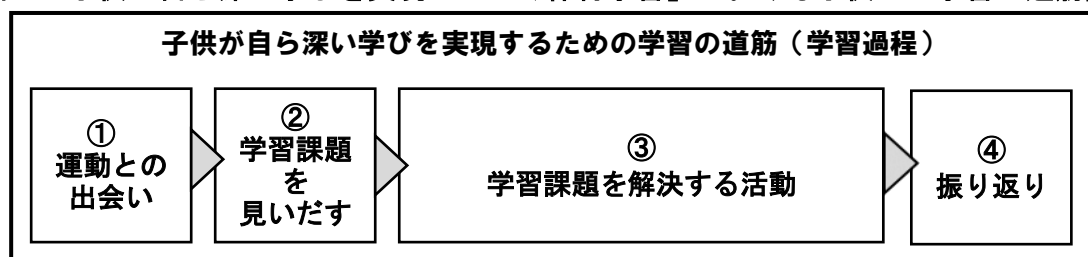 子供が自ら深い学びを実現するための学習の道筋（学習過程）
①
運動との
出会い
②
学習課題
を
見いだす
③
学習課題を解決する活動
④
振り返り